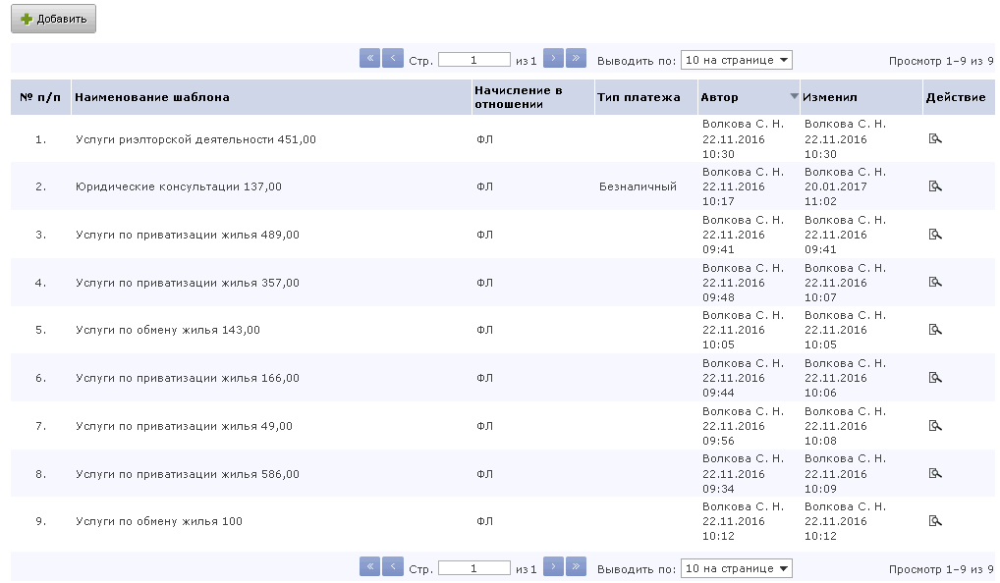 Добавить
Стр. 1 из 1 Выводить по: 10 на странице Просмотр 1–9 из 9
№ п/п Наименование шаблона Начисление в отношении Тип платежа Автор Изменил Действие
1. Услуги риэлторской деятельности 451,00 ФЛ Волкова С. Н. 22.11.2016 10:30 Волкова С. Н. 22.11.2016 10:30
2. Юридические консультации 137,00 ФЛ Безналичный Волкова С. Н. 22.11.2016 10:17 Волкова С. Н. 20.01.2017 11:02
3. Услуги по приватизации жилья 489,00 ФЛ Волкова С. Н. 22.11.2016 09:41 Волкова С. Н. 22.11.2016 09:41
4. Услуги по приватизации жилья 357,00 ФЛ Волкова С. Н. 22.11.2016 09:48 Волкова С. Н. 22.11.2016 10:07
5. Услуги по обмену жилья 143,00 ФЛ Волкова С. Н. 22.11.2016 10:05 Волкова С. Н. 22.11.2016 10:05
6. Услуги по приватизации жилья 166,00 ФЛ Волкова С. Н. 22.11.2016 09:44 Волкова С. Н. 22.11.2016 10:06
7. Услуги по приватизации жилья 49,00 ФЛ Волкова С. Н. 22.11.2016 09:56 Волкова С. Н. 22.11.2016 10:08
8. Услуги по приватизации жилья 586,00 ФЛ Волкова С. Н. 22.11.2016 09:34 Волкова С. Н. 22.11.2016 10:09
9. Услуги по обмену жилья 100 ФЛ Волкова С. Н. 22.11.2016 10:12 Волкова С. Н. 22.11.2016 10:12
Стр. 1 из 1 Выводить по: 10 на странице Просмотр 1–9 из 9